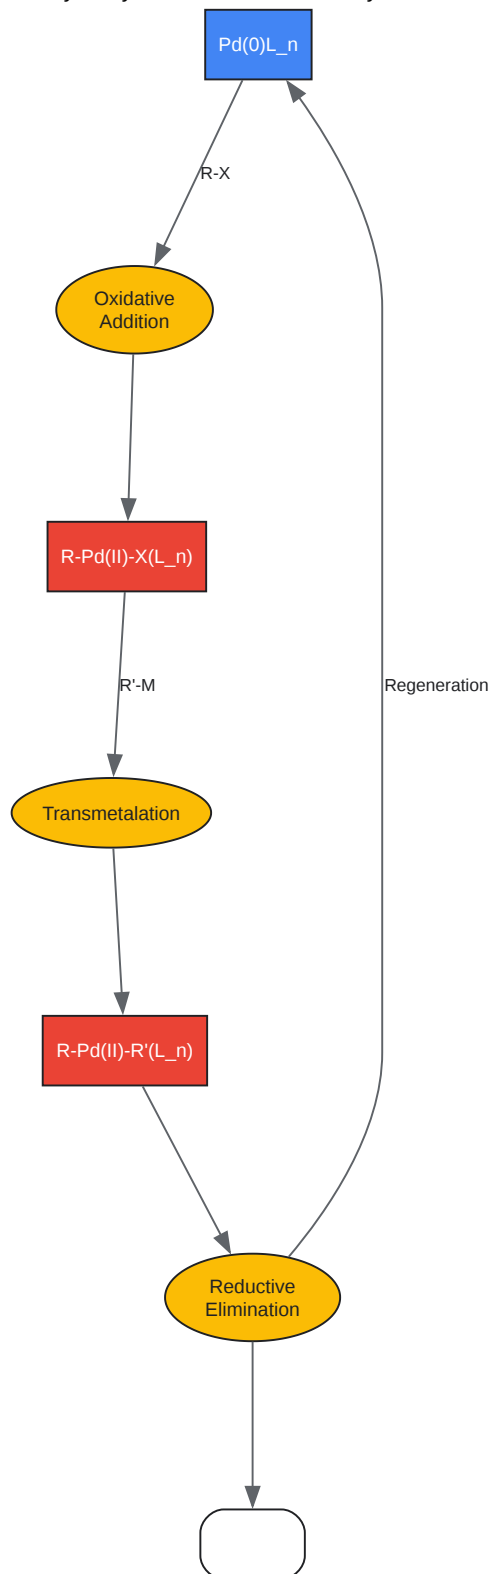 Pd(0)L_n
R-X
Oxidative
Addition
R-Pd(II)-X(L_n)
R'-M
Regeneration
Transmetalation
R-Pd(II)-R'(L_n)
Reductive
Elimination